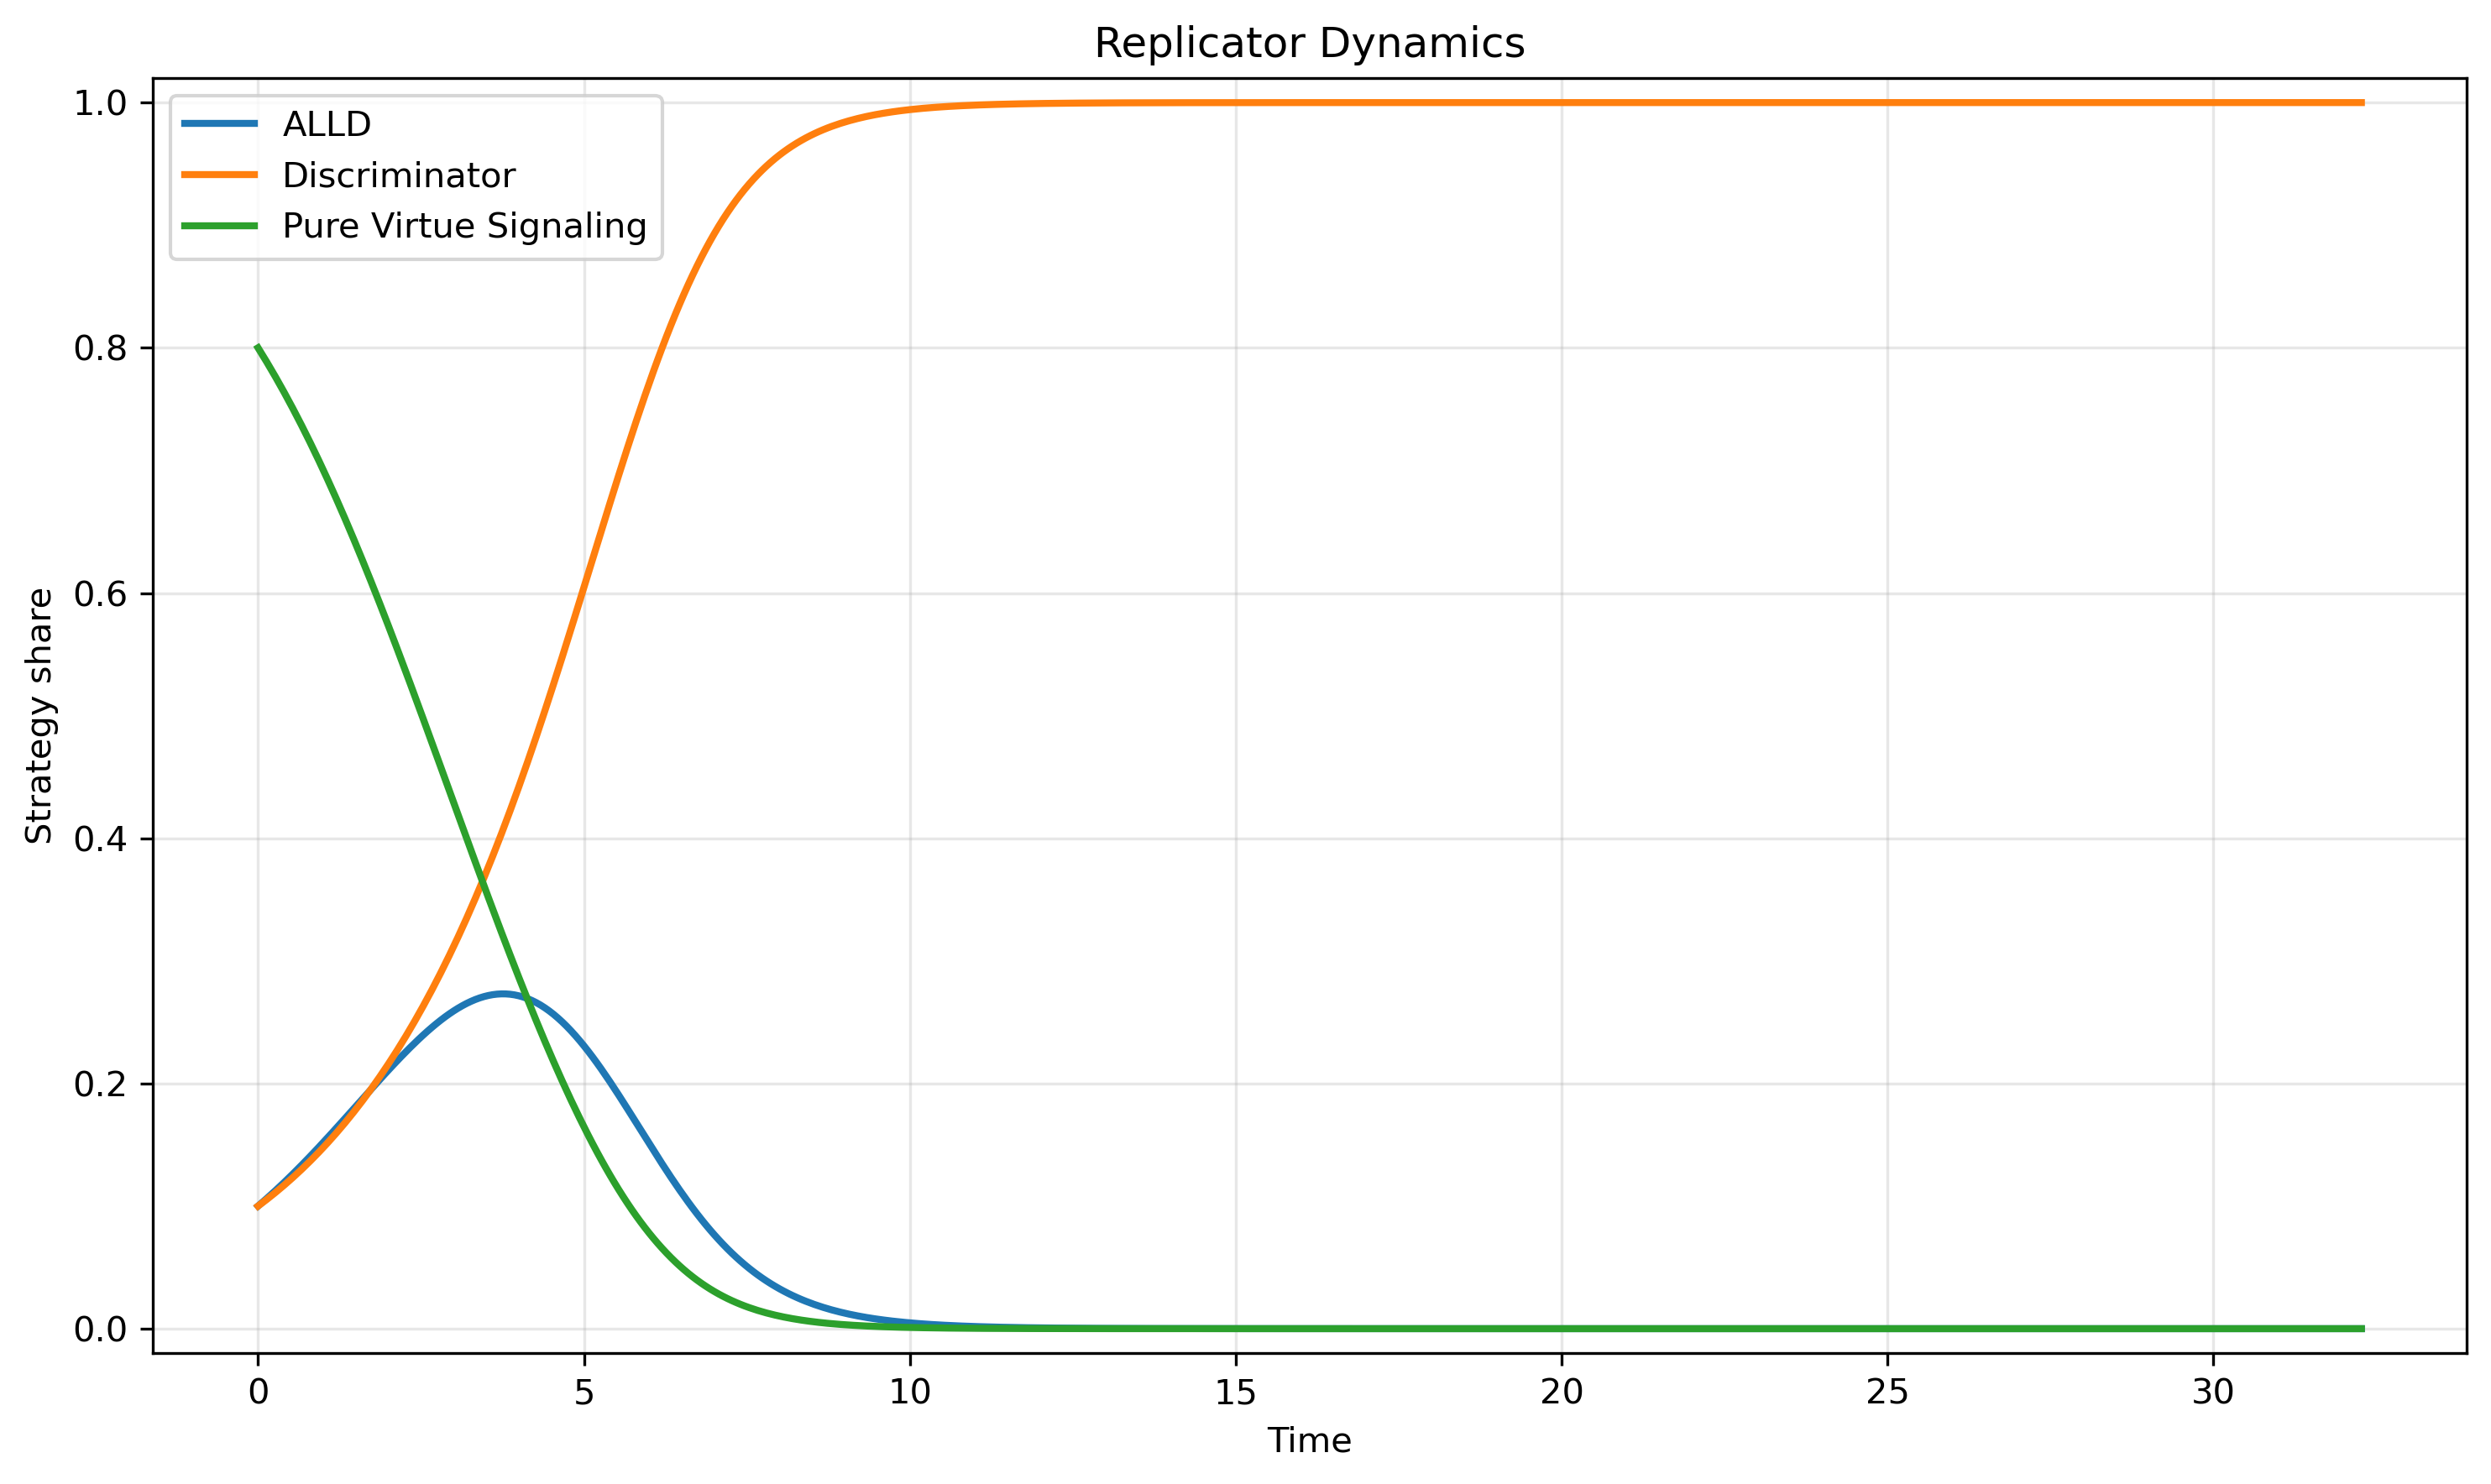 Replicator Dynamics
ALLD
Discriminator
Pure Virtue Signaling
Strategy share
1.0
0.8
0.6
0.4
0.2
0.0
0 5 10 15 20 25 30
Time